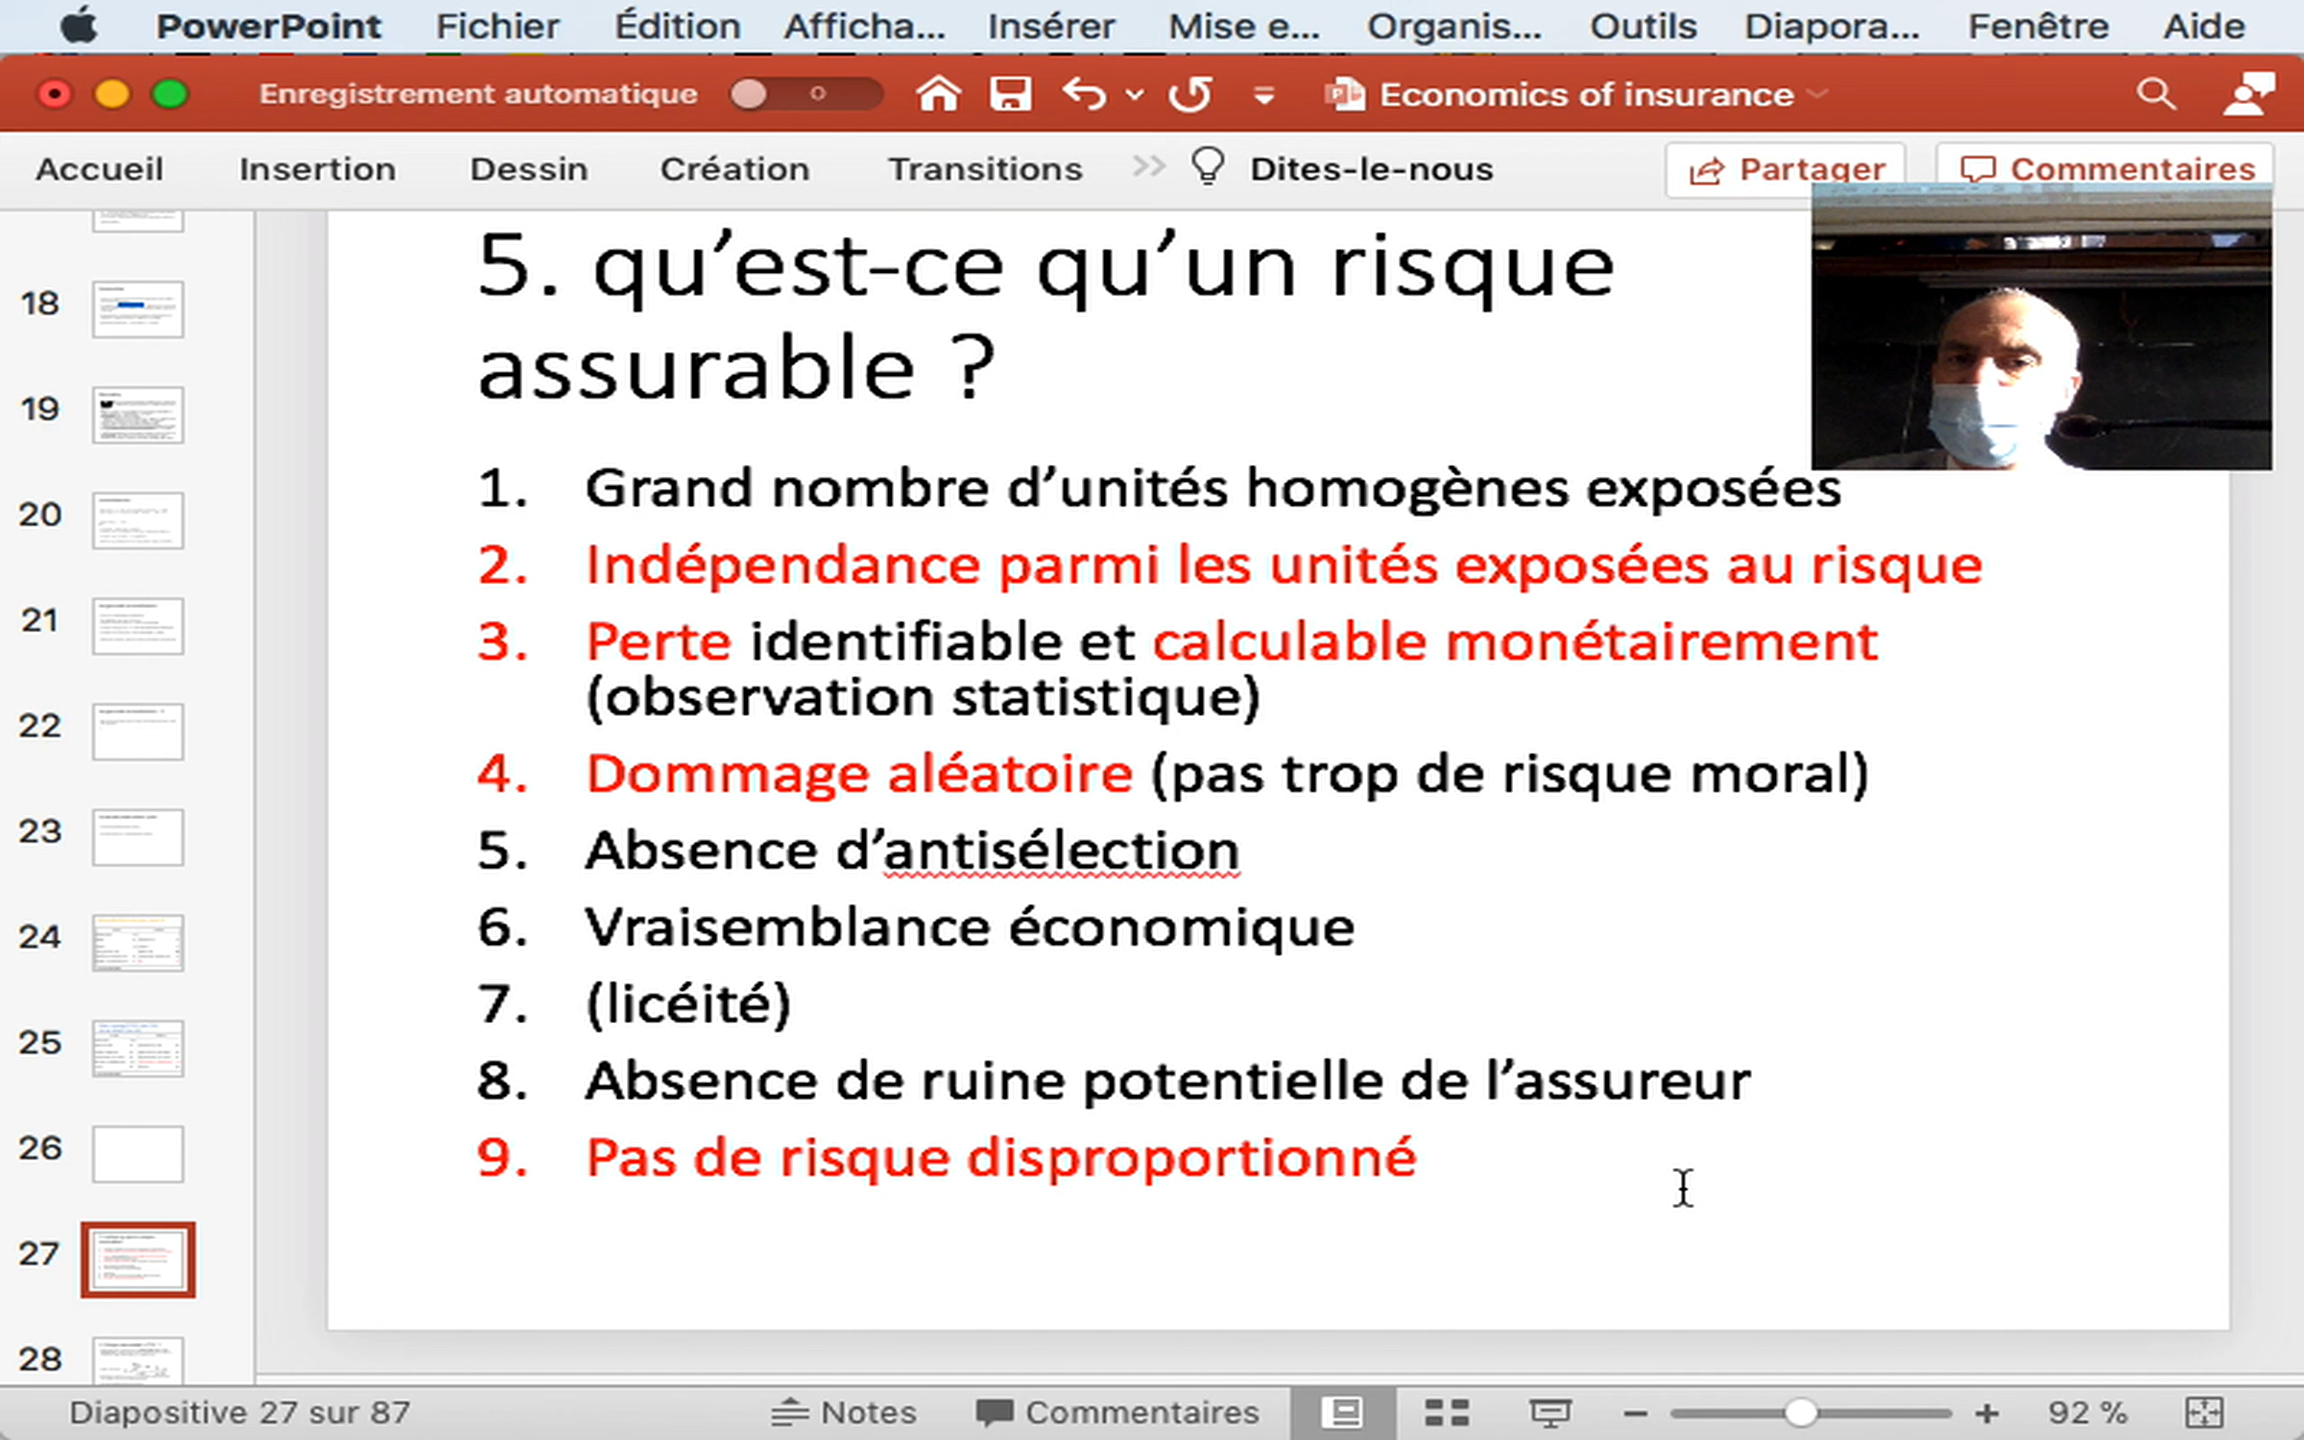 PowerPoint Fichier Édition Afficha... Insérer Mise e... Organis... Outils Diapora... Fenêtre Aide
Enregistrement automatique Economics of insurance
Accueil Insertion Dessin Création Transitions >> Dites-le-nous Partager Commentaires
5. qu’est-ce qu’un risque
assurable ?
1. Grand nombre d’unités homogènes exposées
2. Indépendance parmi les unités exposées au risque
3. Perte identifiable et calculable monétairement
(observation statistique)
4. Dommage aléatoire (pas trop de risque moral)
5. Absence d’antisélection
6. Vraisemblance économique
7. (licéité)
8. Absence de ruine potentielle de l’assureur
9. Pas de risque disproportionné
18
19
20
21
22
23
24
25
26
27
28
Diapositive 27 sur 87 Notes Commentaires 92 %